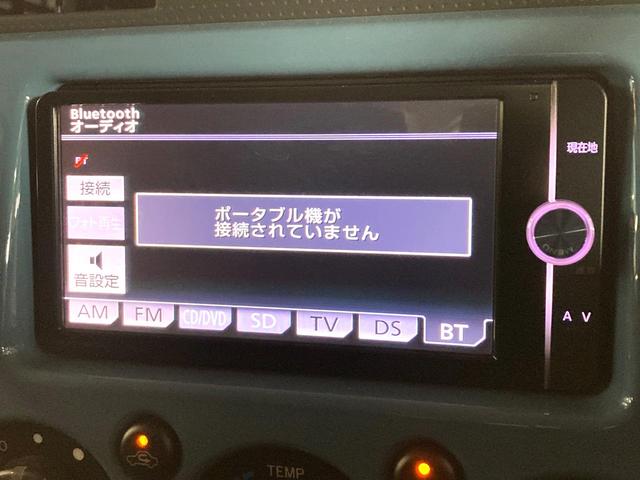 Bluetooth
オーディオ
BT
現在地
接続
フォト再生
ポータブル機が
接続されていません
音設定
AM FM CD/DVD SD TV DS BT
AV
TEMP